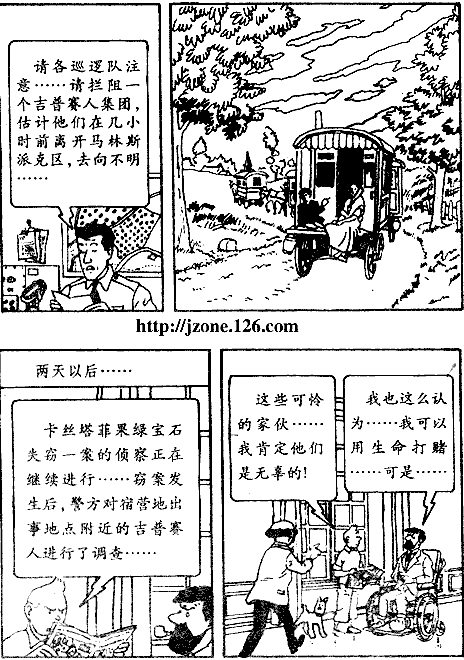 请各巡逻队注
意……请拦阻一
个吉普赛人集团，
估计他们在几小
时前离开马林斯
派克区，去向不明
……
http://jzone.126.com
两天以后……
卡丝塔菲果绿宝石
失窃一案的侦察正在
继续进行……窃案发
生后，警方对宿营地出
事地点附近的吉普赛
人进行了调查……
这些可怜
的家伙……
我肯定他们
是无辜的！
我也这么认
为……我可以
用生命打赌
……可是……